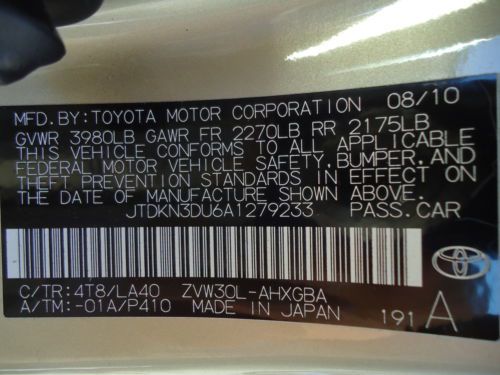 MFD.BY:TOYOTA MOTOR CORPORATION 08/10
GVWR 3980LB GAWR FR 2270LB RR 2175LB
THIS VEHICLE CONFORMS TO ALL APPLICABLE
FEDERAL MOTOR VEHICLE SAFETY,BUMPER,AND
THEFT PREVENTION STANDARDS IN EFFECT ON
THE DATE OF MANUFACTURE SHOWN ABOVE.
JTDKN3DU6A1279233 PASS.CAR
C/TR:4T8/LA40 ZVW30L-AHXGBA
A/TM:-01A/P410 MADE IN JAPAN 191 A
TOYOTA